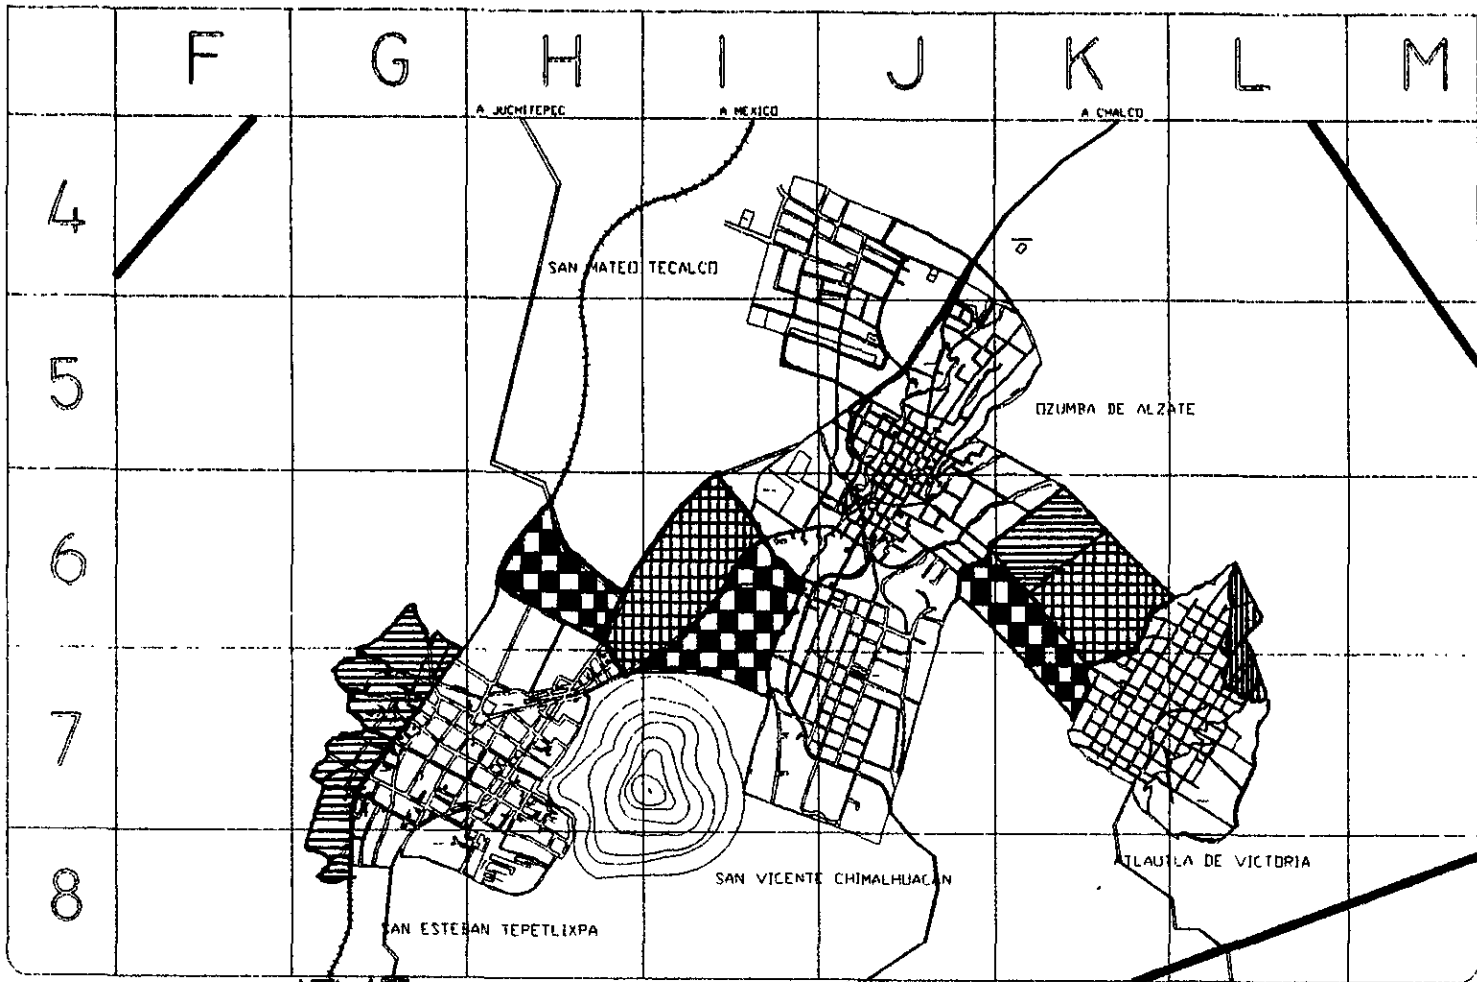 F G H I J K L M
A JUCHITEPEC A MEXICO A CHALCO
4
SAN MATEO TECALCO
5
OZUMBA DE ALZATE
6
7
ATLAUTLA DE VICTORIA
8
SAN VICENTE CHIMALHUACAN
SAN ESTEBAN TEPETLIXPA